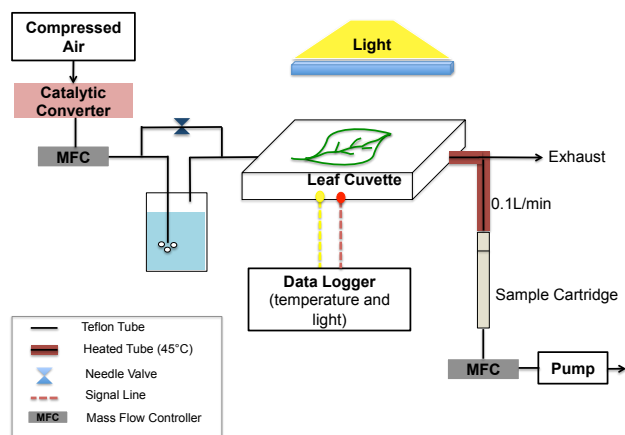 Compressed
Air
Light
Catalytic
Converter
MFC
Exhaust
Leaf Cuvette
0.1L/min
Data Logger
(temperature and
light)
Sample Cartridge
MFC
Pump
Teflon Tube
Heated Tube (45°C)
Needle Valve
Signal Line
MFC Mass Flow Controller